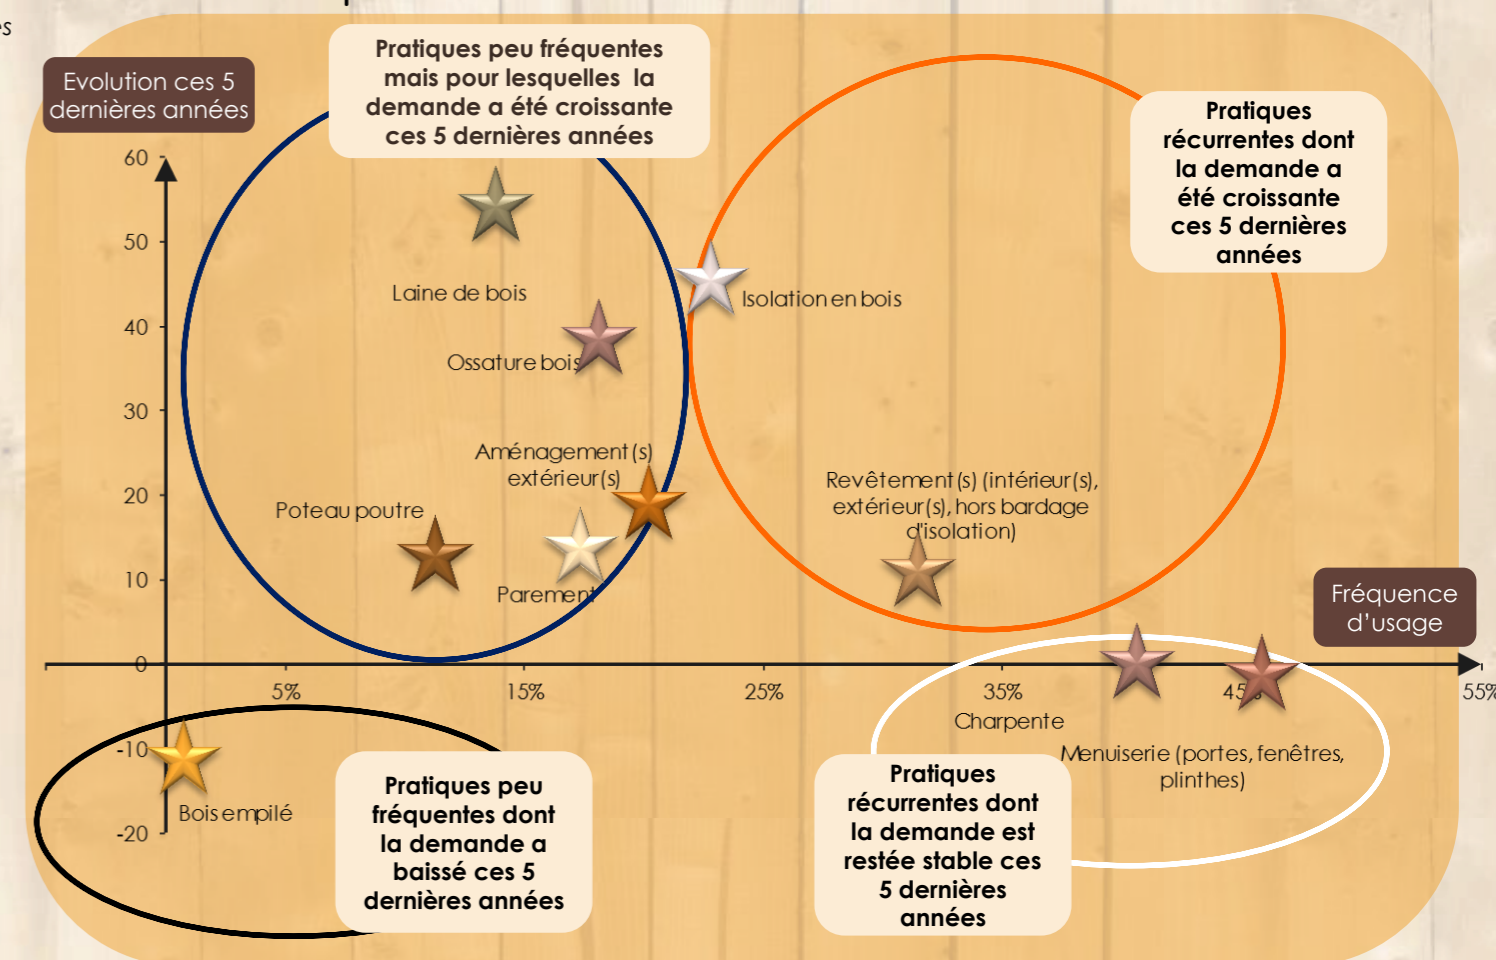 es
Evolution ces 5
dernières années
Pratiques peu fréquentes
mais pour lesquelles la
demande a été croissante
ces 5 dernières années
Pratiques
récurrentes dont
la demande a
été croissante
ces 5 dernières
années
60
50
40
30
20
10
0
-10
-20
Laine de bois
Isolation en bois
Ossature bois
Aménagement(s)
extérieur(s)
Poteau poutre
Parement
Revêtement(s) (intérieur(s),
extérieur(s), hors bardage
d'isolation)
Fréquence
d'usage
5%
15%
25%
35%
45%
55%
Charpente
Menuiserie (portes, fenêtres,
plinthes)
Bois empilé
Pratiques peu
fréquentes dont
la demande a
baissé ces 5
dernières années
Pratiques
récurrentes dont
la demande est
restée stable ces
5 dernières
années